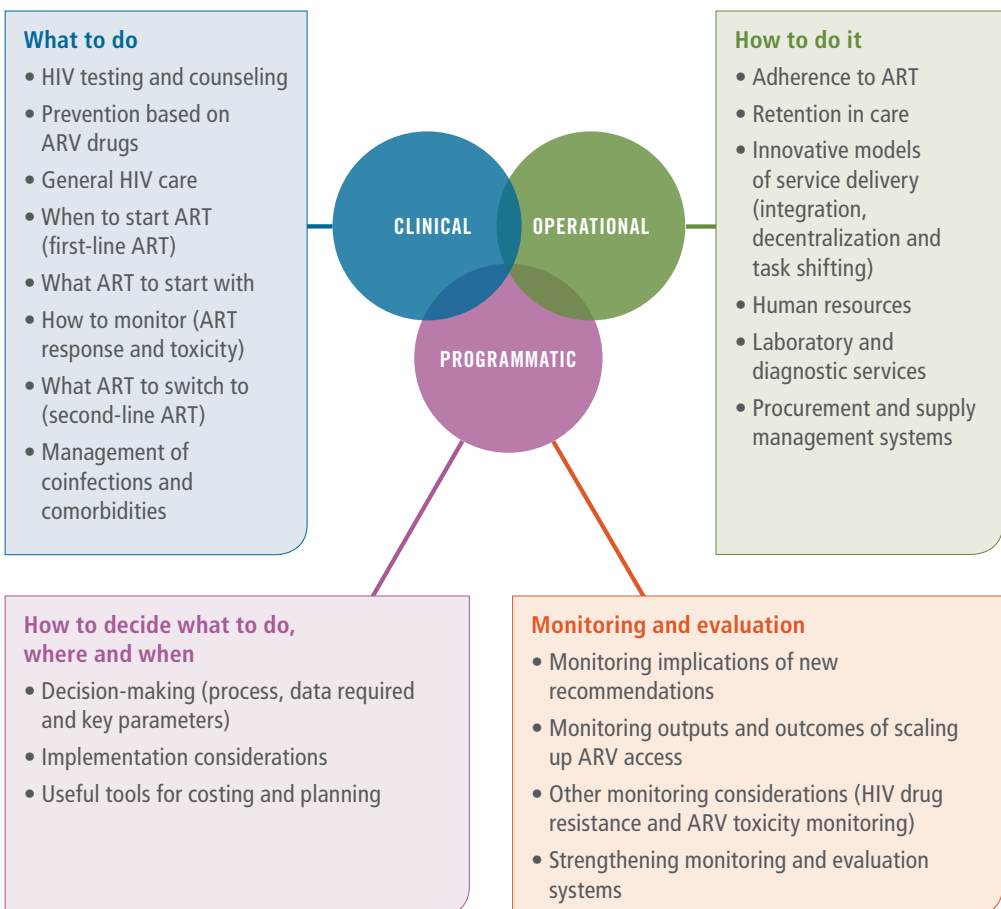 What to do
• HIV testing and counseling
• Prevention based on
ARV drugs
• General HIV care
• When to start ART
(first-line ART)
• What ART to start with
• How to monitor (ART
response and toxicity)
• What ART to switch to
(second-line ART)
• Management of
coinfections and
comorbidities
CLINICAL
OPERATIONAL
PROGRAMMATIC
How to do it
• Adherence to ART
• Retention in care
• Innovative models
of service delivery
(integration,
decentralization and
task shifting)
• Human resources
• Laboratory and
diagnostic services
• Procurement and supply
management systems
How to decide what to do,
where and when
• Decision-making (process, data required
and key parameters)
• Implementation considerations
• Useful tools for costing and planning
Monitoring and evaluation
• Monitoring implications of new
recommendations
• Monitoring outputs and outcomes of scaling
up ARV access
• Other monitoring considerations (HIV drug
resistance and ARV toxicity monitoring)
• Strengthening monitoring and evaluation
systems